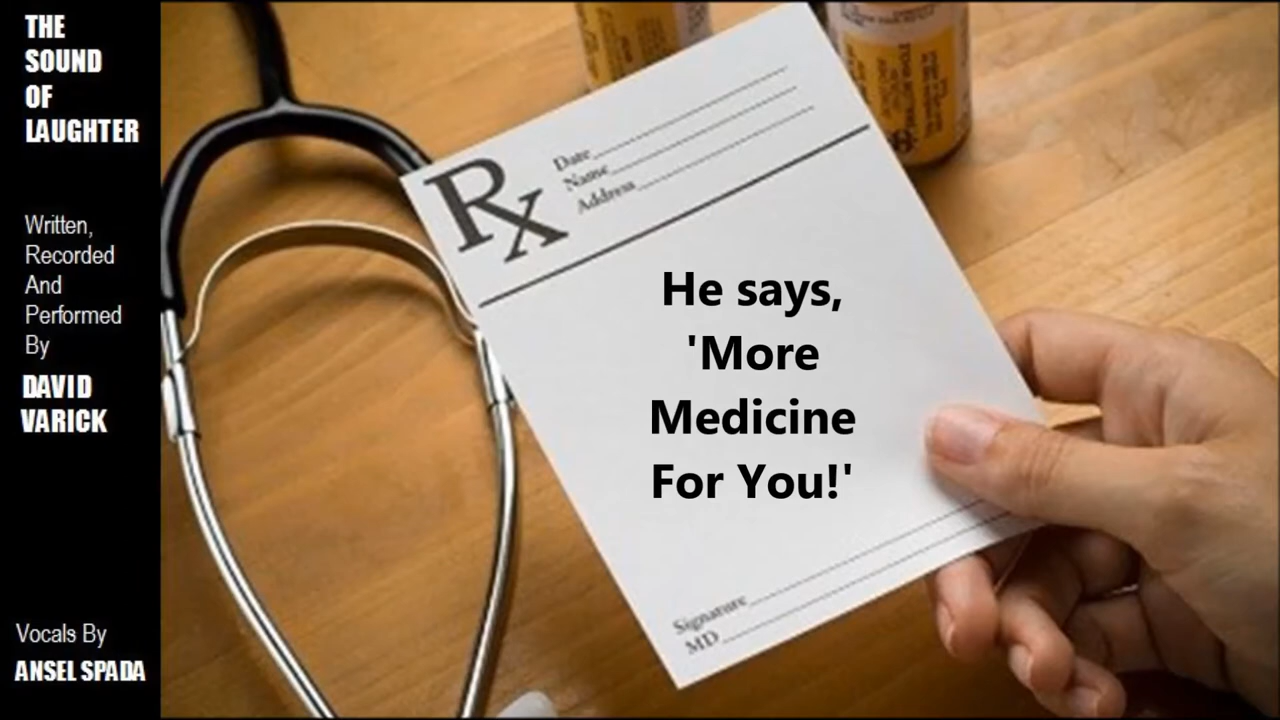 THE
SOUND
OF
LAUGHTER
Written,
Recorded
And
Performed
By
DAVID
VARICK
Vocals By
ANSEL SPADA
Rx
Date
Name
Address
He says,
'More
Medicine
For You!'
Signature
MD